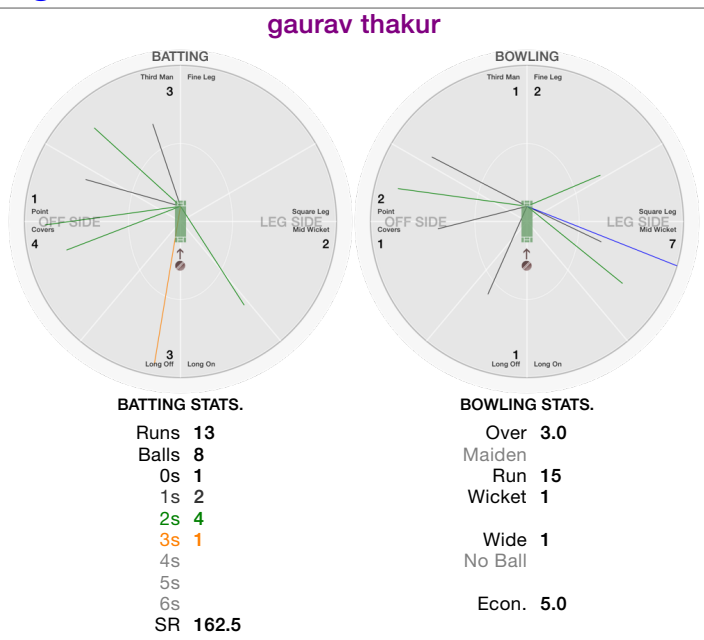 gaurav thakur
BATTING
Third Man Fine Leg
3
1
Point
OFF SIDE
Covers
4
LEG SIDE
Square Leg
Mid Wicket
2
3
Long Off Long On
BOWLING
Third Man Fine Leg
1 2
2
Point
OFF SIDE
Covers
1
LEG SIDE
Square Leg
Mid Wicket
7
1
Long Off Long On
BATTING STATS.
Runs 13
Balls 8
0s 1
1s 2
2s 4
3s 1
4s
5s
6s
SR 162.5
BOWLING STATS.
Over 3.0
Maiden
Run 15
Wicket 1
Wide 1
No Ball
Econ. 5.0